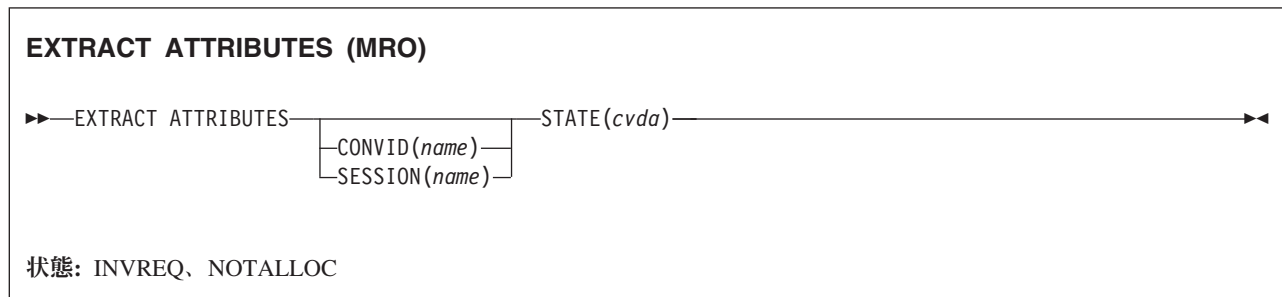 EXTRACT ATTRIBUTES (MRO)
EXTRACT ATTRIBUTES STATE(cvda)
CONVID(name)
SESSION(name)
状態: INVREQ、NOTALLOC